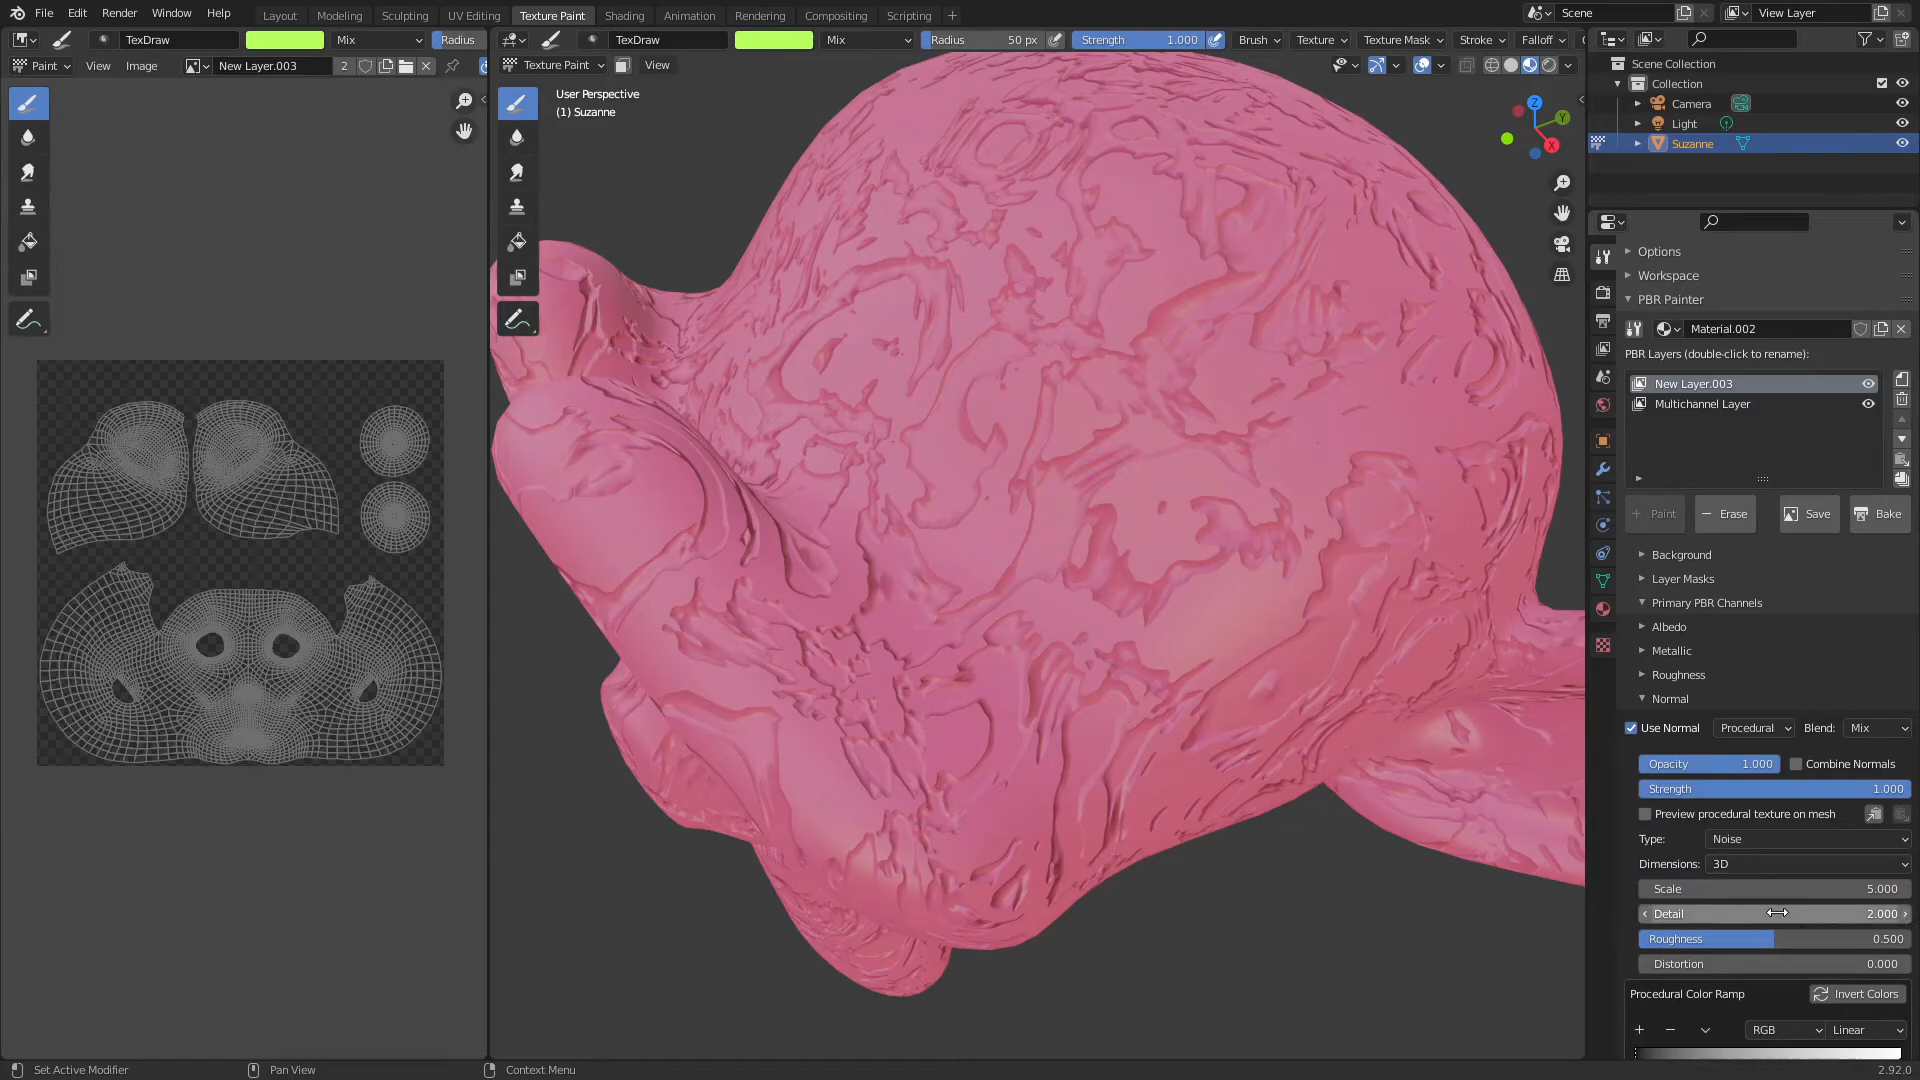 File Edit Render Window Help Layout Modeling Sculpting UV Editing Texture Paint Shading Animation Rendering Compositing Scripting + Scene View Layer
TexDraw Mix Radius TexDraw Mix Radius 50 px Strength 1.000 Brush Texture Texture Mask Stroke Falloff
Paint View Image New Layer.003 2 Texture Paint View
User Perspective
(1) Suzanne
Z
Y
X
Scene Collection
Collection
Camera
Light
Suzanne
Options
Workspace
PBR Painter
Material.002
PBR Layers (double-click to rename):
New Layer.003
Multichannel Layer
Paint Erase Save Bake
Background
Layer Masks
Primary PBR Channels
Albedo
Metallic
Roughness
Normal
Use Normal Procedural Blend: Mix
Opacity 1.000 Combine Normals
Strength 1.000
Preview procedural texture on mesh
Type: Noise
Dimensions: 3D
Scale 5.000
Detail 2.000
Roughness 0.500
Distortion 0.000
Procedural Color Ramp Invert Colors
RGB Linear
Set Active Modifier Pan View Context Menu 2.92.0